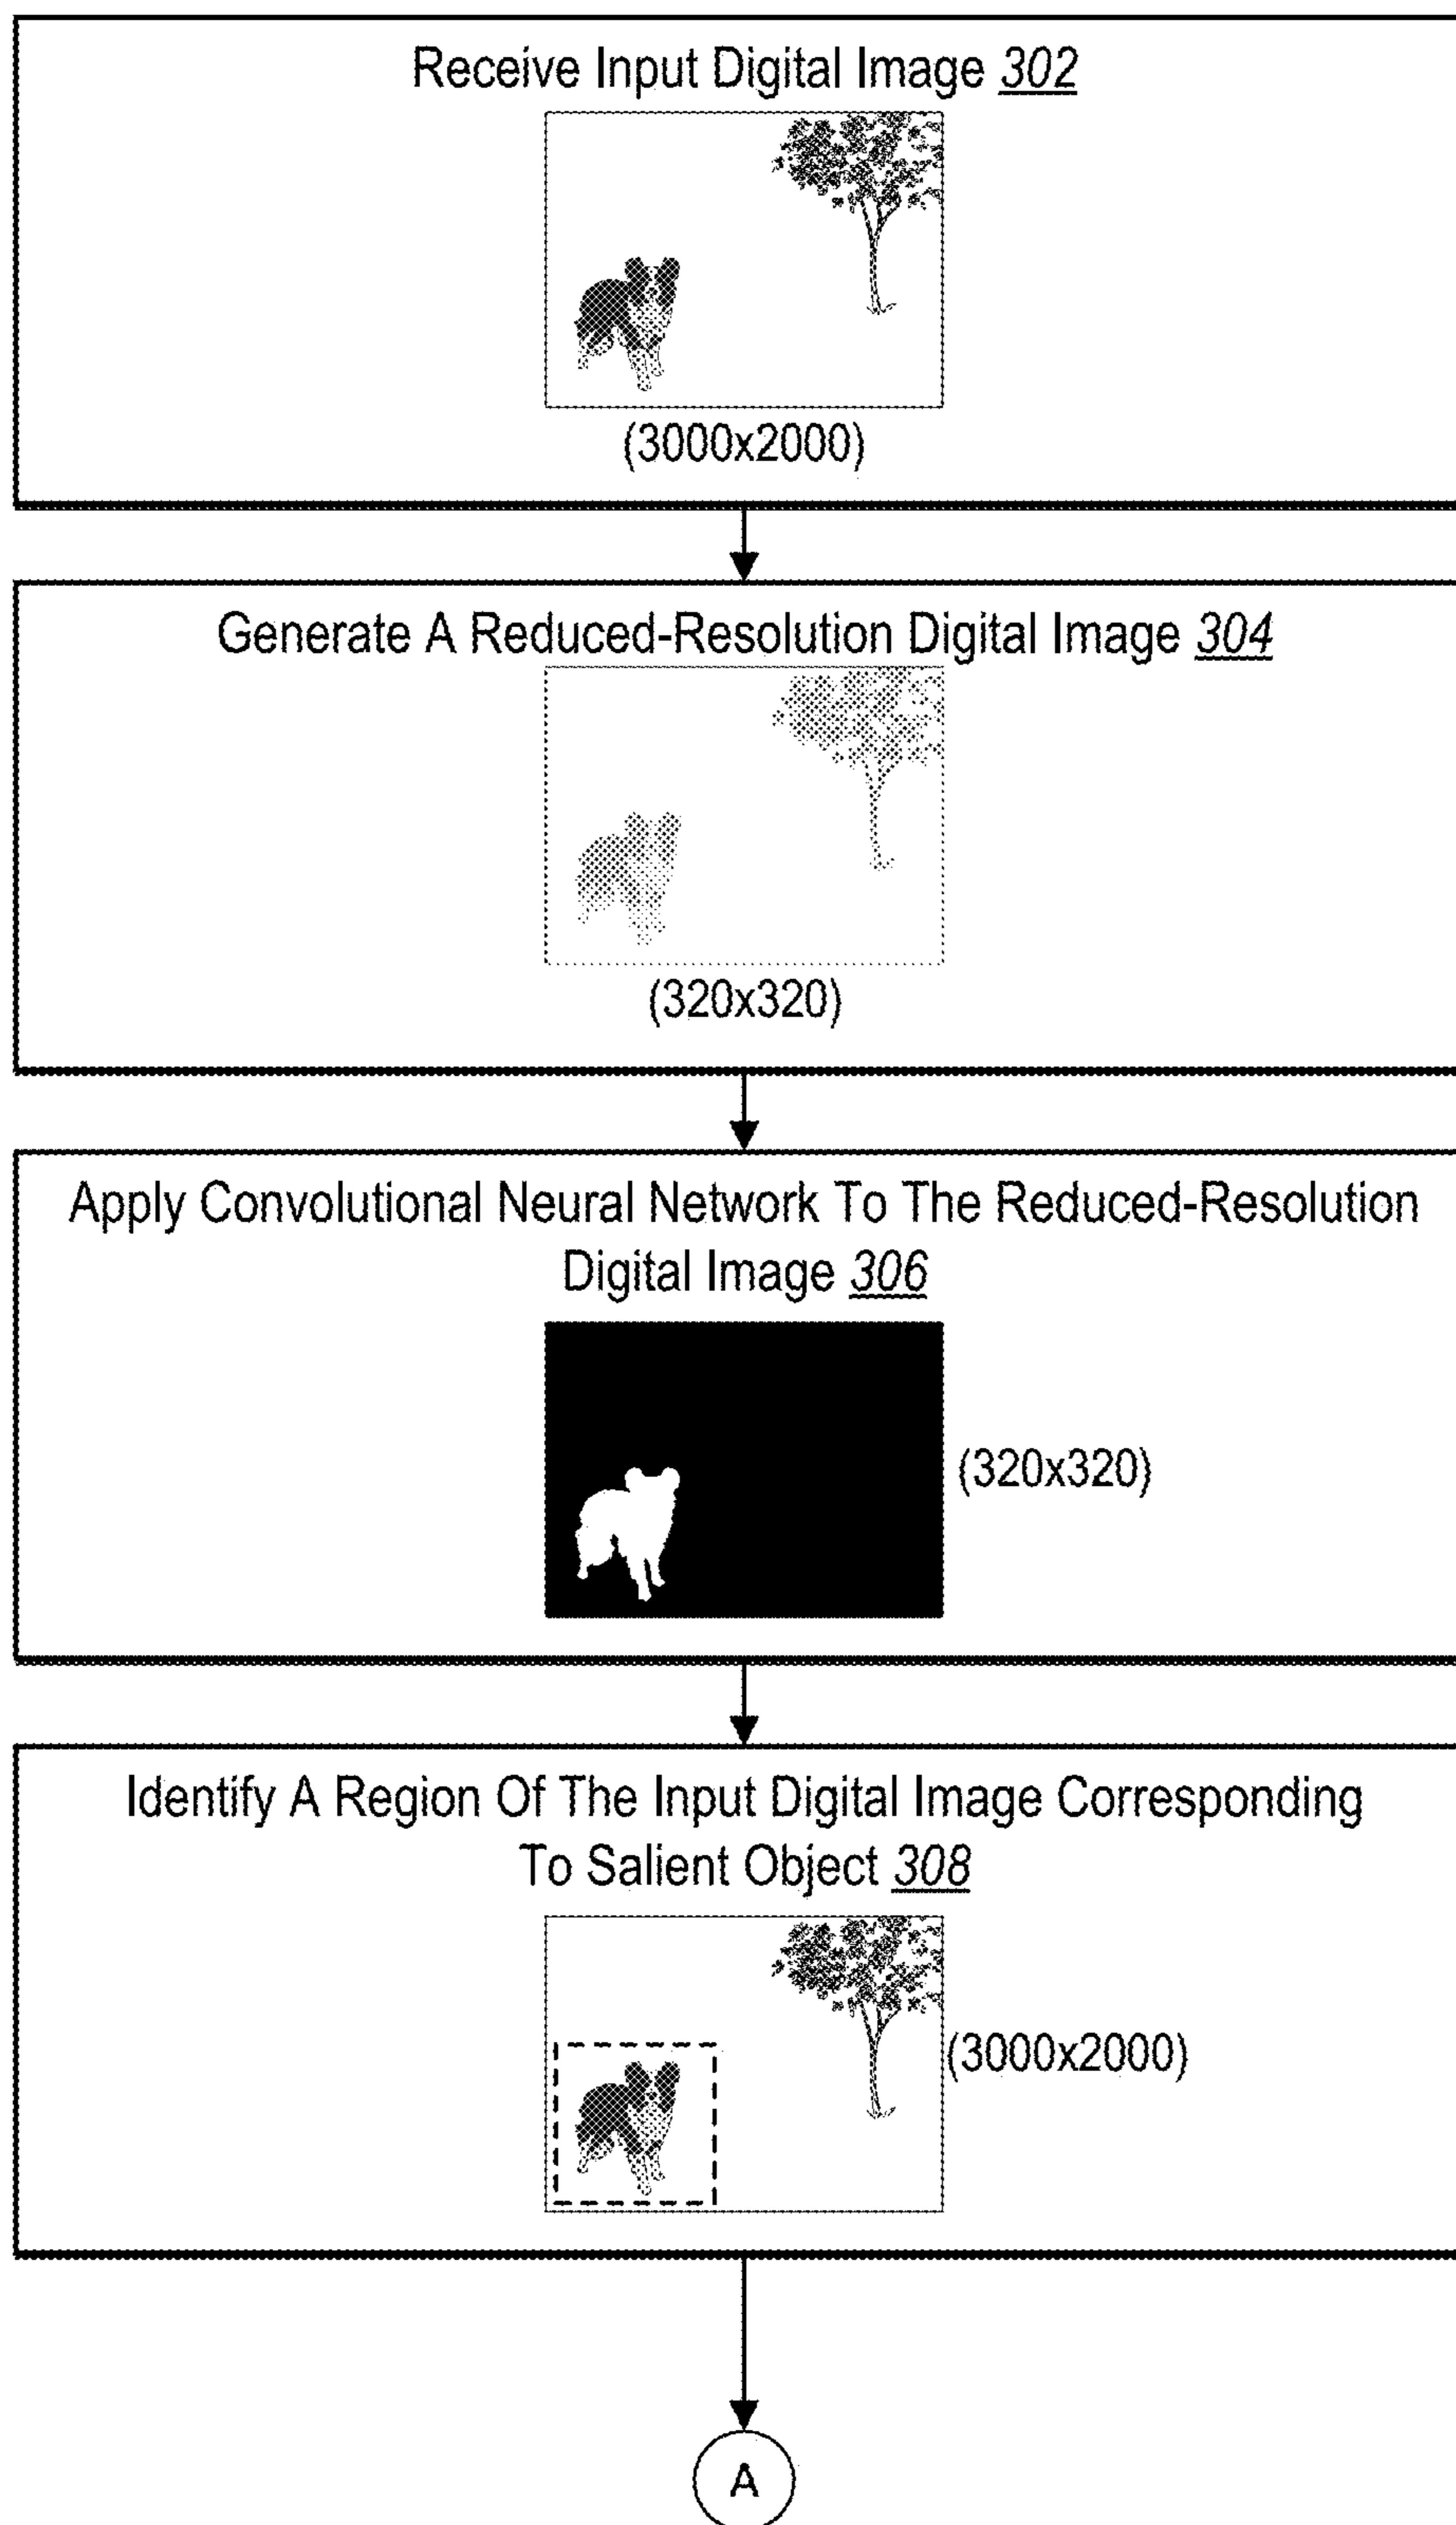 Receive Input Digital Image 302
(3000x2000)
Generate A Reduced-Resolution Digital Image 304
(320x320)
Apply Convolutional Neural Network To The Reduced-Resolution
Digital Image 306
(320x320)
Identify A Region Of The Input Digital Image Corresponding
To Salient Object 308
(3000x2000)
A